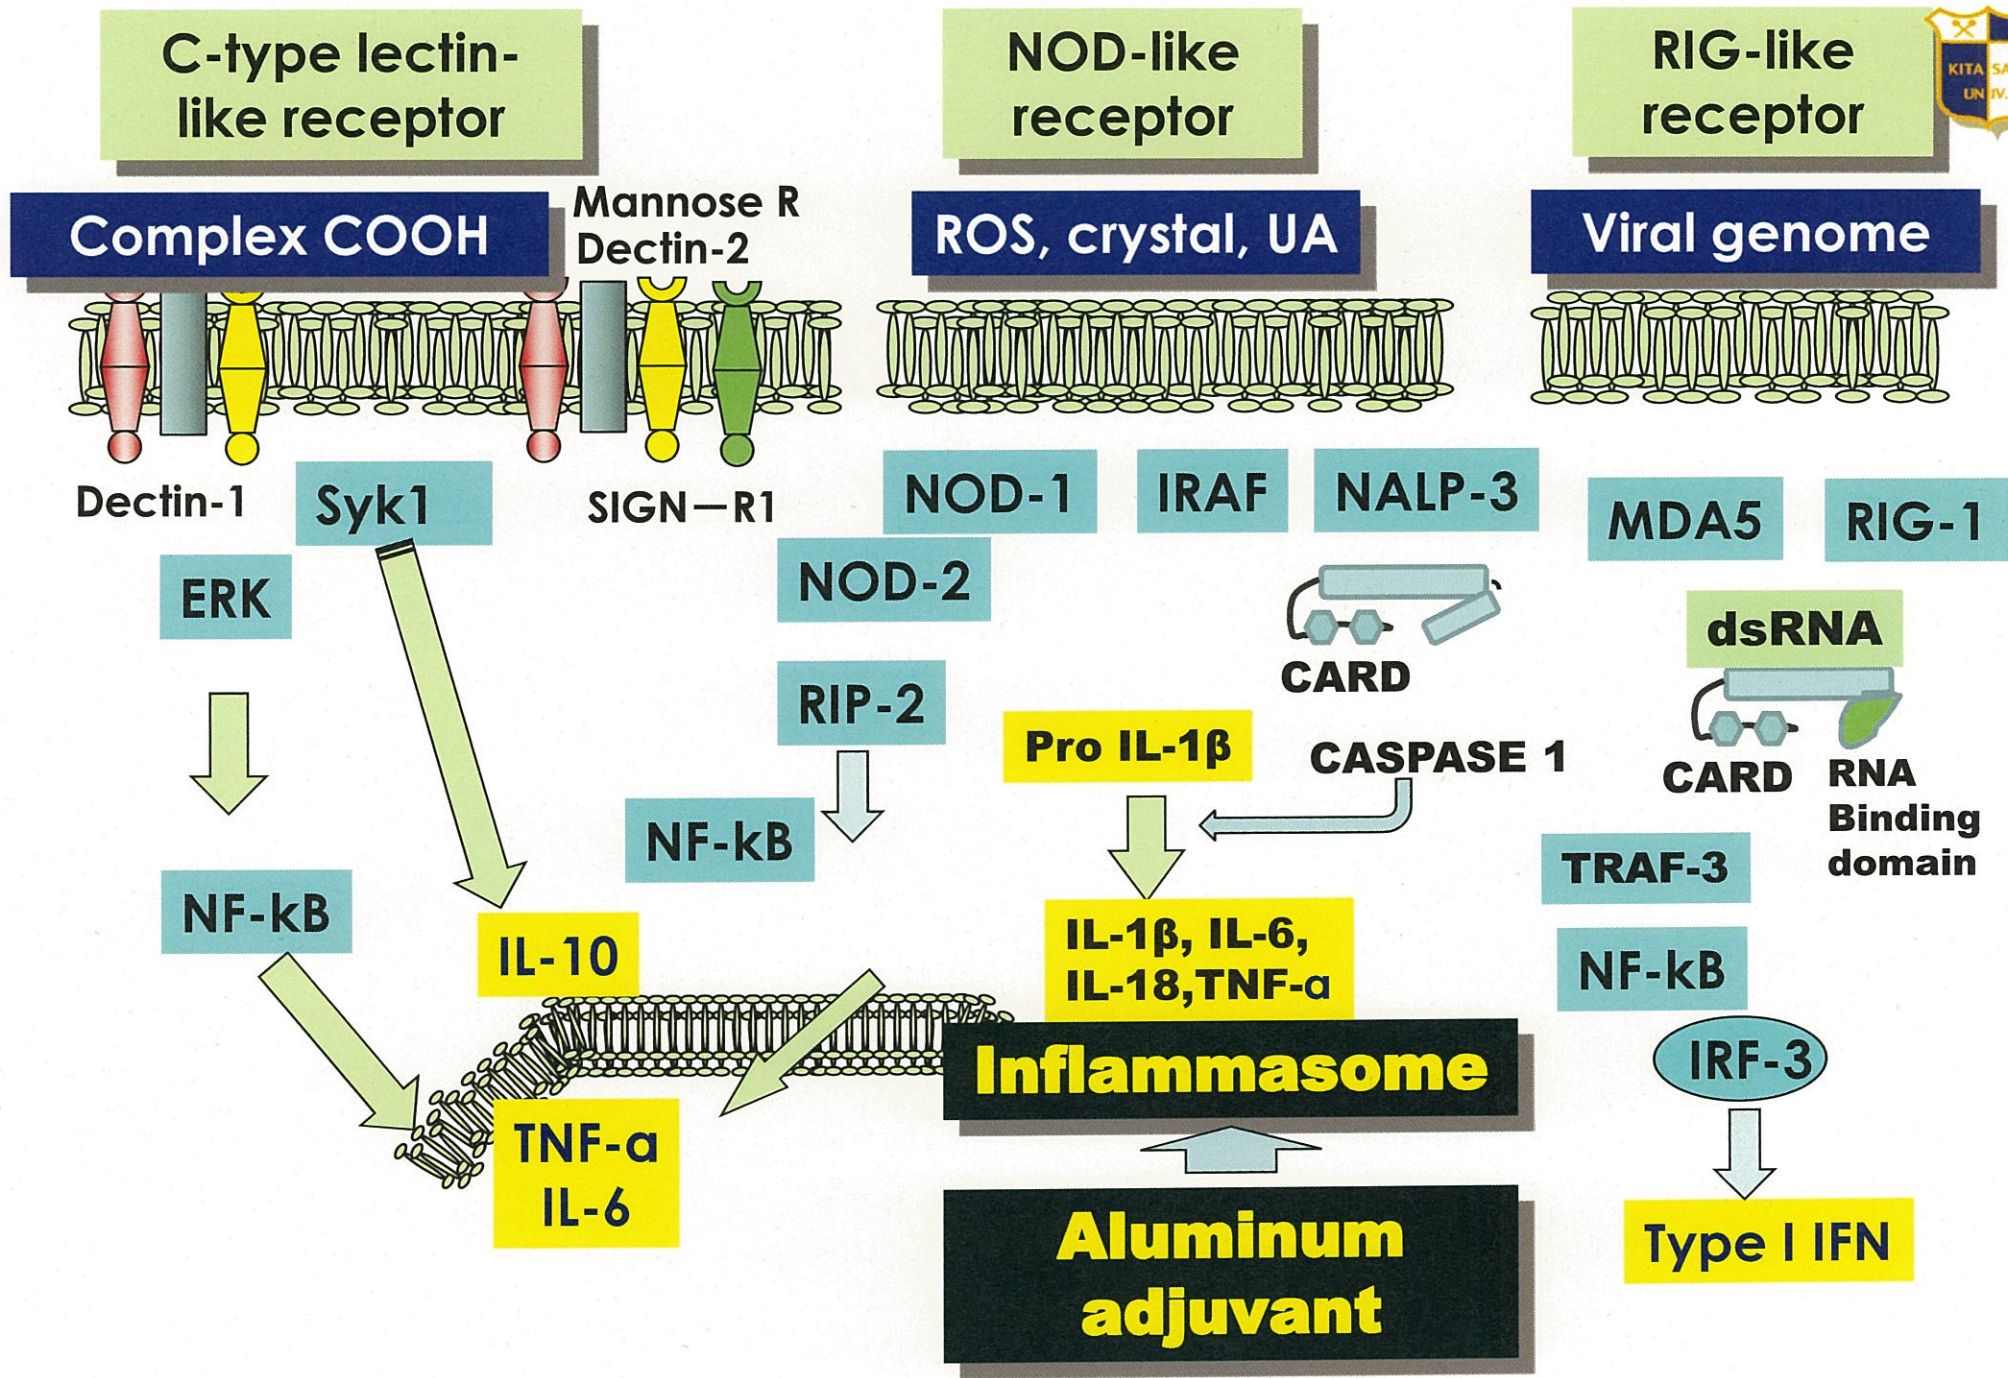 C-type lectin-
like receptor
NOD-like
receptor
RIG-like
receptor
KITA SA
UNIV.
Complex COOH
Mannose R
Dectin-2
ROS, crystal, UA
Viral genome
Dectin-1
Syk1
SIGN—R1
NOD-1
IRAF
NALP-3
MDA5
RIG-1
ERK
NOD-2
dsRNA
CARD
RIP-2
Pro IL-1β
CASPASE 1
CARD
RNA
Binding
domain
NF-kB
TRAF-3
NF-kB
IL-10
IL-1β, IL-6,
IL-18,TNF-α
NF-kB
Inflammasome
IRF-3
TNF-α
IL-6
Aluminum
adjuvant
Type I IFN